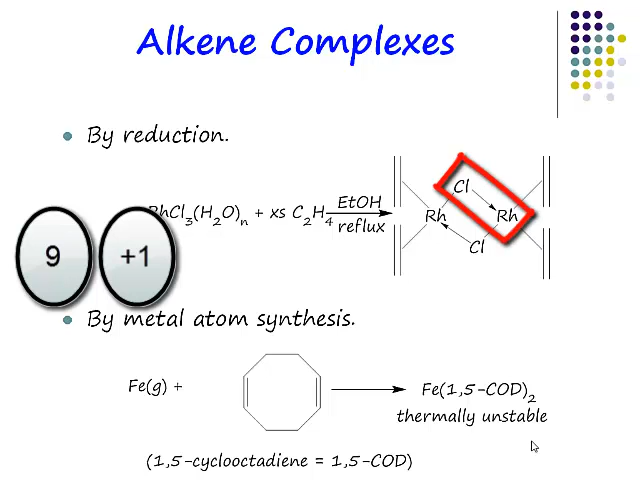 Alkene Complexes
By reduction.
Cl
RhCl3(H2O)n + xs C2H4
EtOH
reflux
Rh
Rh
Cl
9
+1
By metal atom synthesis.
Fe(g) +
Fe(1,5-COD)2
thermally unstable
(1,5-cyclooctadiene = 1,5-COD)